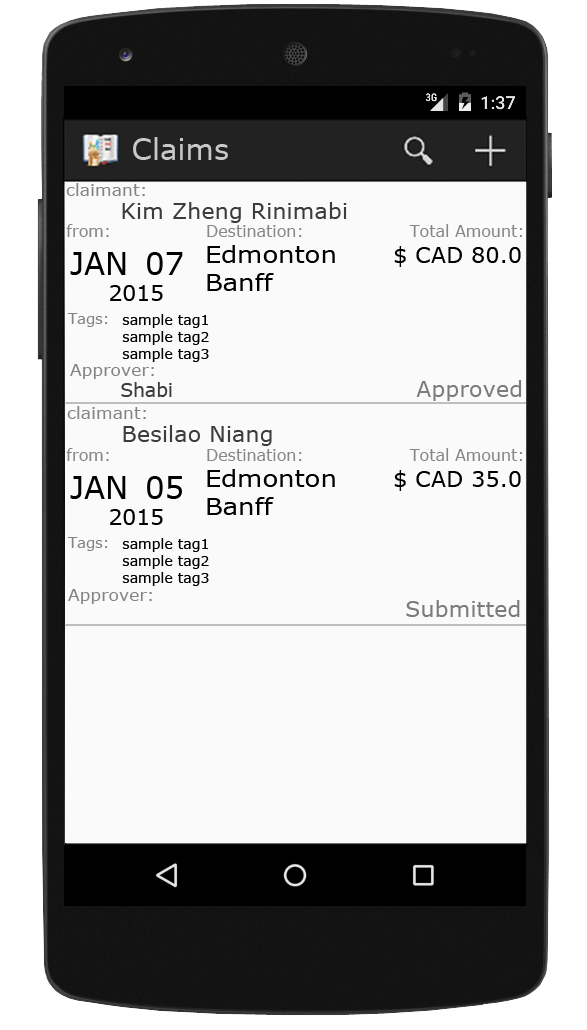 3G 1:37
Claims
claimant:
Kim Zheng Rinimabi
from: Destination: Total Amount:
JAN 07 Edmonton $ CAD 80.0
2015 Banff
Tags: sample tag1
sample tag2
sample tag3
Approver:
Shabi Approved
claimant:
Besilao Niang
from: Destination: Total Amount:
JAN 05 Edmonton $ CAD 35.0
2015 Banff
Tags: sample tag1
sample tag2
sample tag3
Approver:
Submitted